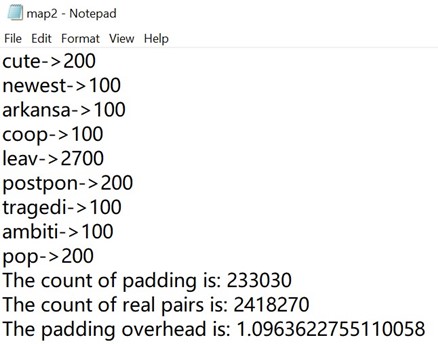 map2 - Notepad
File Edit Format View Help
cute->200
newest->100
arkansa->100
coop->100
leav->2700
postpon->200
tragedi->100
ambiti->100
pop->200
The count of padding is: 233030
The count of real pairs is: 2418270
The padding overhead is: 1.0963622755110058